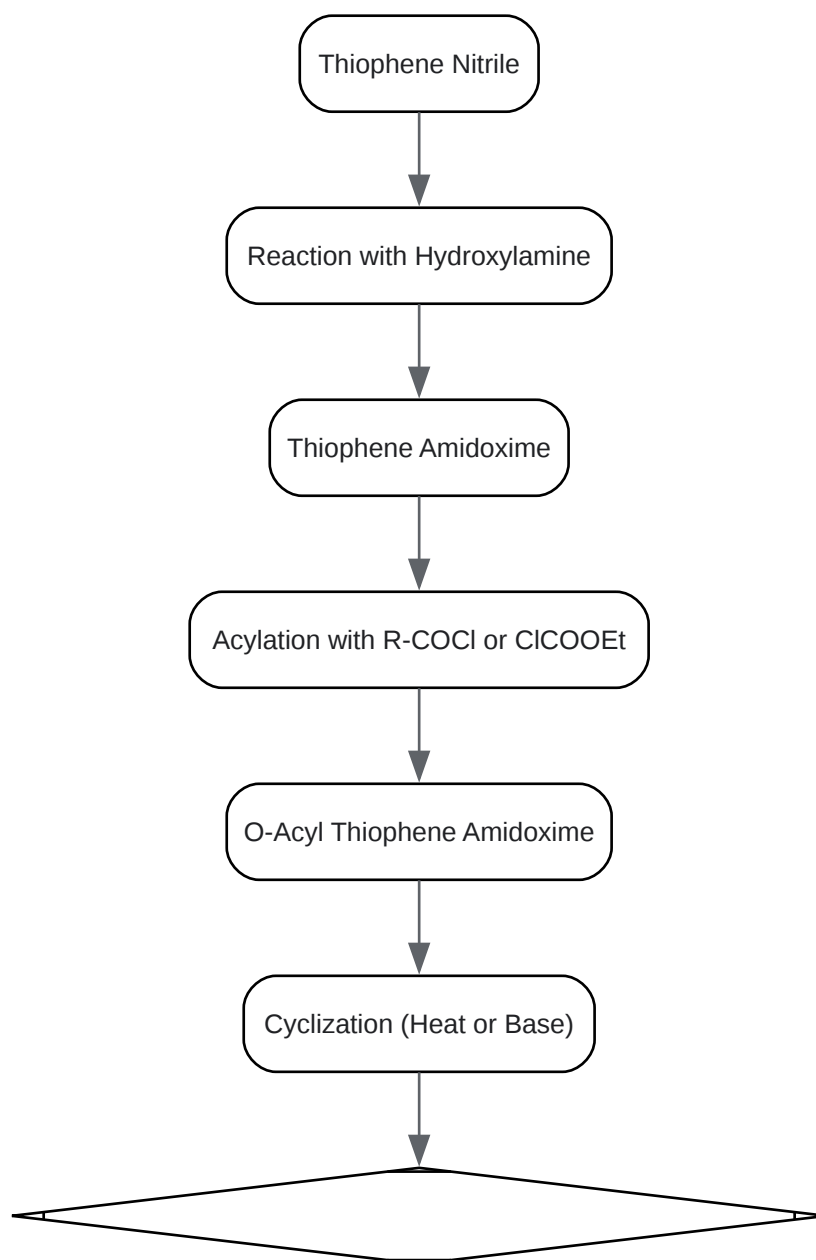 Thiophene Nitrile
Reaction with Hydroxylamine
Thiophene Amidoxime
Acylation with R-COCl or ClCOOEt
O-Acyl Thiophene Amidoxime
Cyclization (Heat or Base)